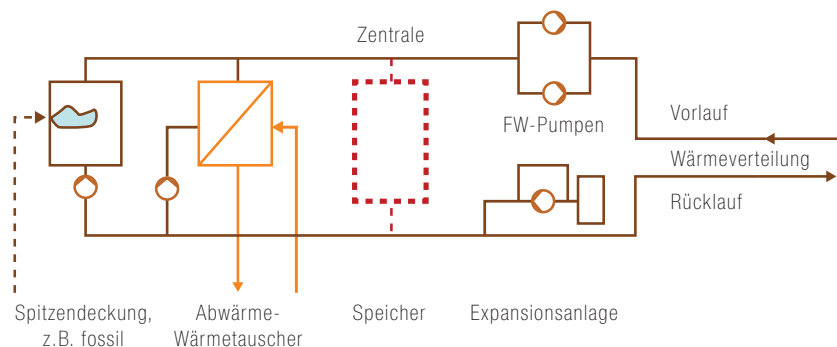 Zentrale
FW-Pumpen
Vorlauf
Wärmeverteilung
Rücklauf
Spitzendeckung,
z.B. fossil
Abwärme-
Wärmetauscher
Speicher
Expansionsanlage